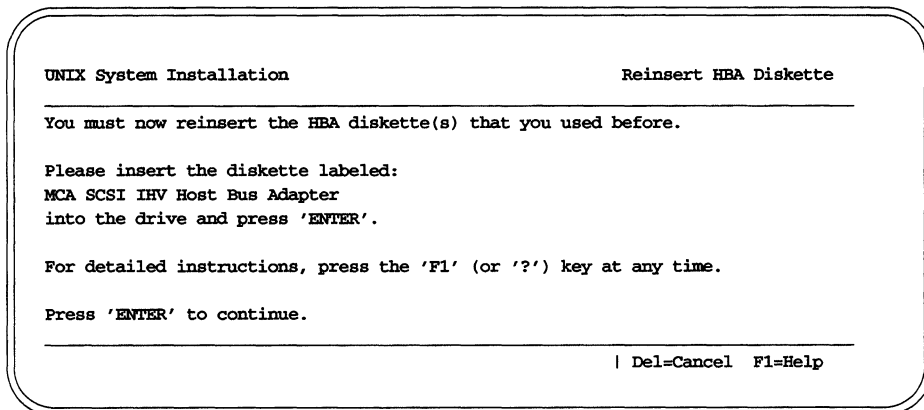 UNIX System Installation Reinsert HBA Diskette
You must now reinsert the HBA diskette(s) that you used before.
Please insert the diskette labeled:
MCA SCSI IHV Host Bus Adapter
into the drive and press 'ENTER'.
For detailed instructions, press the 'F1' (or '?') key at any time.
Press 'ENTER' to continue.
| Del=Cancel F1=Help